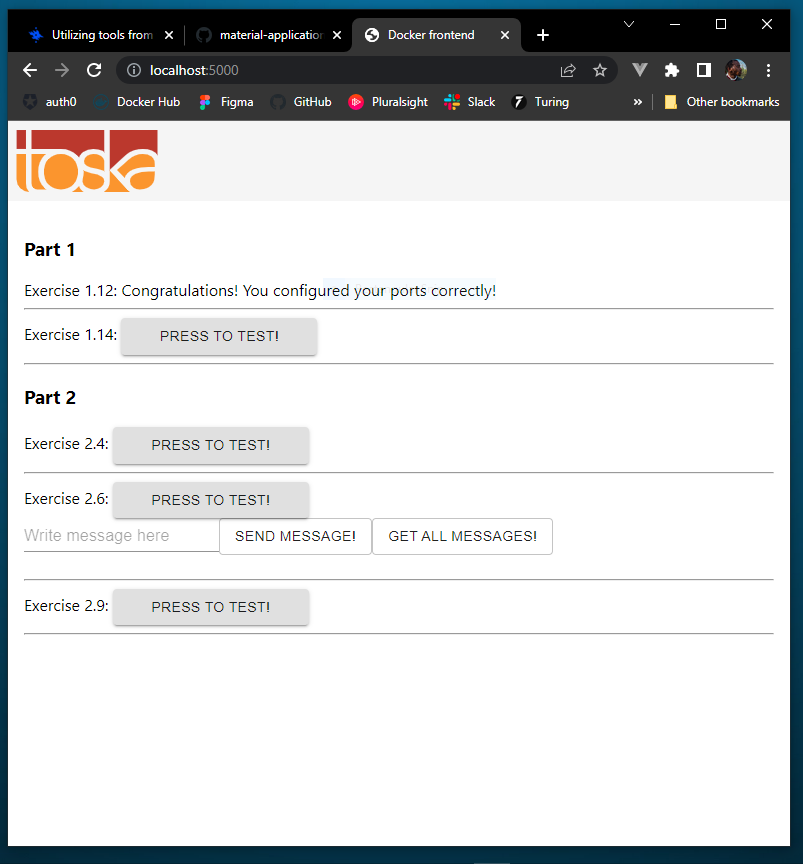 Utilizing tools from
material-application
Docker frontend
localhost:5000
auth0 Docker Hub Figma GitHub Pluralsight Slack 7 Turing » Other bookmarks
toska
Part 1
Exercise 1.12: Congratulations! You configured your ports correctly!
Exercise 1.14: PRESS TO TEST!
Part 2
Exercise 2.4: PRESS TO TEST!
Exercise 2.6: PRESS TO TEST!
Write message here SEND MESSAGE! GET ALL MESSAGES!
Exercise 2.9: PRESS TO TEST!